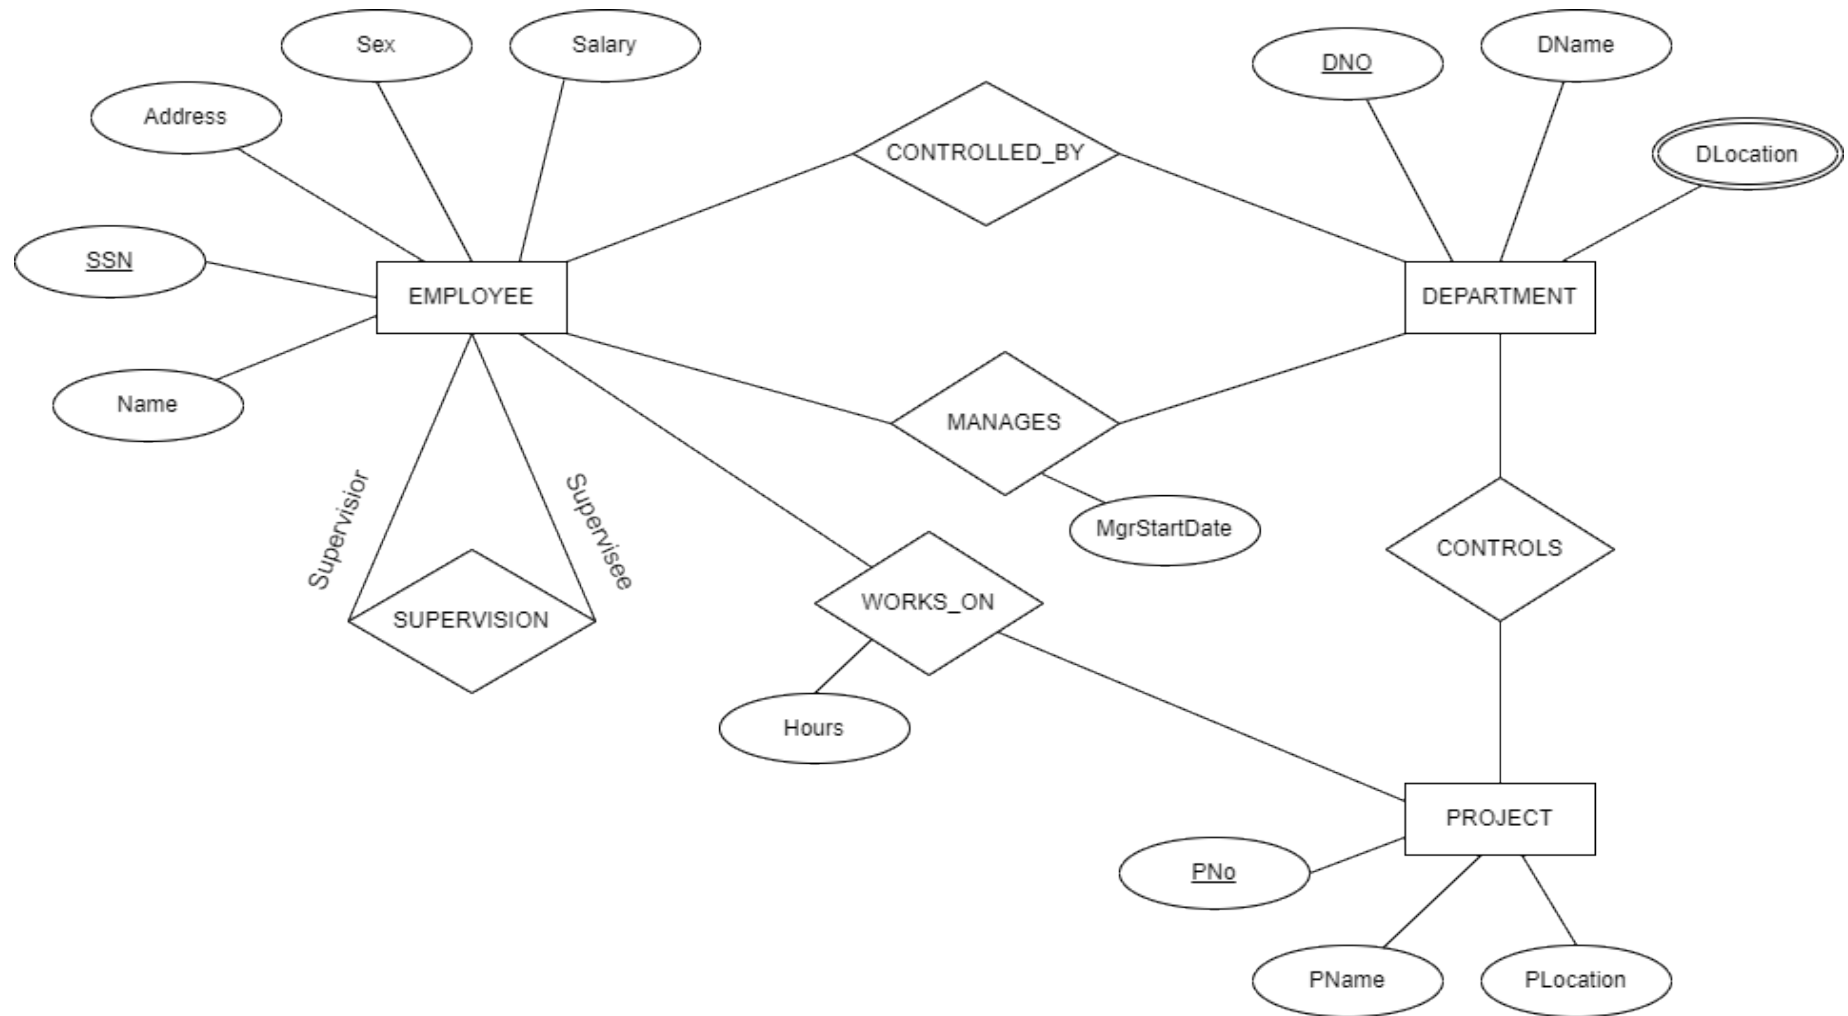 Sex
Salary
DName
DNO
Address
CONTROLLED_BY
DLocation
SSN
EMPLOYEE
DEPARTMENT
Name
MANAGES
Supervisior
Supervisee
MgrStartDate
CONTROLS
WORKS_ON
SUPERVISION
Hours
PROJECT
PNo
PName
PLocation